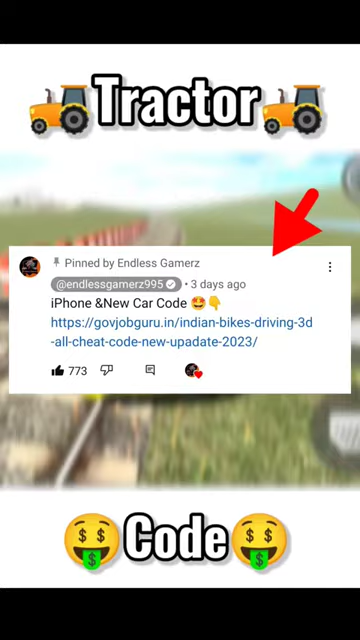 Tractor
Pinned by Endless Gamerz
@endlessgamerz995 • 3 days ago
iPhone &New Car Code 🤩👇
https://govjobguru.in/indian-bikes-driving-3d
-all-cheat-code-new-upadate-2023/
773
Code